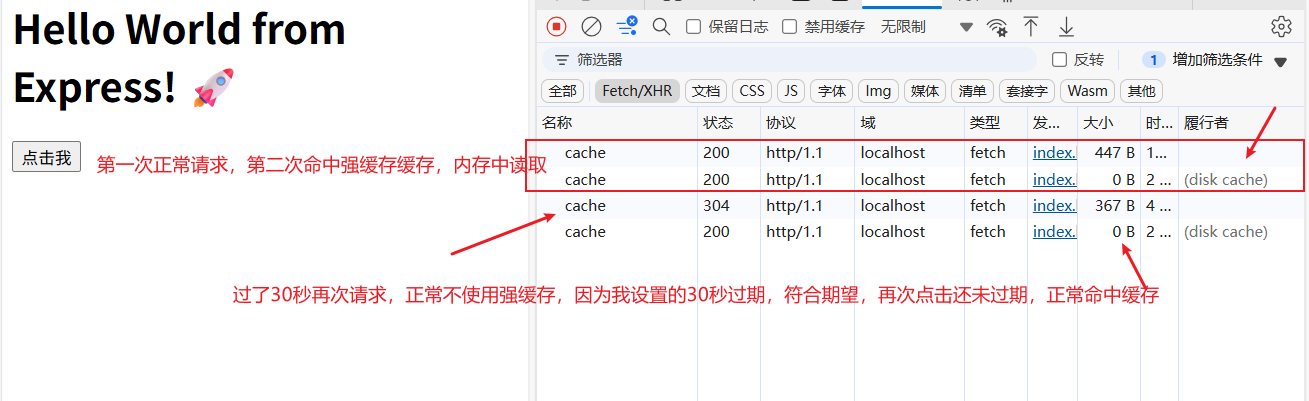 Hello World from
Express! 🚀
点击我
第一次正常请求，第二次命中强缓存缓存，内存中读取
过了30秒再次请求，正常不使用强缓存，因为我设置的30秒过期，符合期望，再次点击还未过期，正常命中缓存
保留日志 禁用缓存 无限制
筛选器 反转 1 增加筛选条件
全部 Fetch/XHR 文档 CSS JS 字体 Img 媒体 清单 套接字 Wasm 其他
名称 状态 协议 域 类型 发... 大小 时... 履行者
cache 200 http/1.1 localhost fetch index. 447 B 1...
cache 200 http/1.1 localhost fetch index. 0 B 2 ... (disk cache)
cache 304 http/1.1 localhost fetch index. 367 B 4 ...
cache 200 http/1.1 localhost fetch index. 0 B 2 ... (disk cache)